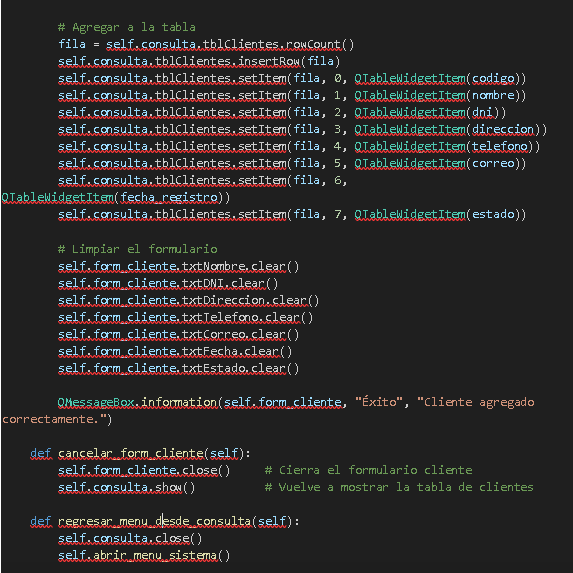 # Agregar a la tabla
fila = self.consulta.tblClientes.rowCount()
self.consulta.tblClientes.insertRow(fila)
self.consulta.tblClientes.setItem(fila, 0, QTableWidgetItem(codigo))
self.consulta.tblClientes.setItem(fila, 1, QTableWidgetItem(nombre))
self.consulta.tblClientes.setItem(fila, 2, QTableWidgetItem(dni))
self.consulta.tblClientes.setItem(fila, 3, QTableWidgetItem(direccion))
self.consulta.tblClientes.setItem(fila, 4, QTableWidgetItem(telefono))
self.consulta.tblClientes.setItem(fila, 5, QTableWidgetItem(correo))
self.consulta.tblClientes.setItem(fila, 6,
QTableWidgetItem(fecha_registro))
self.consulta.tblClientes.setItem(fila, 7, QTableWidgetItem(estado))
# Limpiar el formulario
self.form_cliente.txtNombre.clear()
self.form_cliente.txtDNI.clear()
self.form_cliente.txtDireccion.clear()
self.form_cliente.txtTelefono.clear()
self.form_cliente.txtCorreo.clear()
self.form_cliente.txtFecha.clear()
self.form_cliente.txtEstado.clear()
QMessageBox.information(self.form_cliente, "Éxito", "Cliente agregado
correctamente.")
def cancelar_form_cliente(self):
self.form_cliente.close() # Cierra el formulario cliente
self.consulta.show() # Vuelve a mostrar la tabla de clientes
def regresar_menu_desde_consulta(self):
self.consulta.close()
self.abrir_menu_sistema()